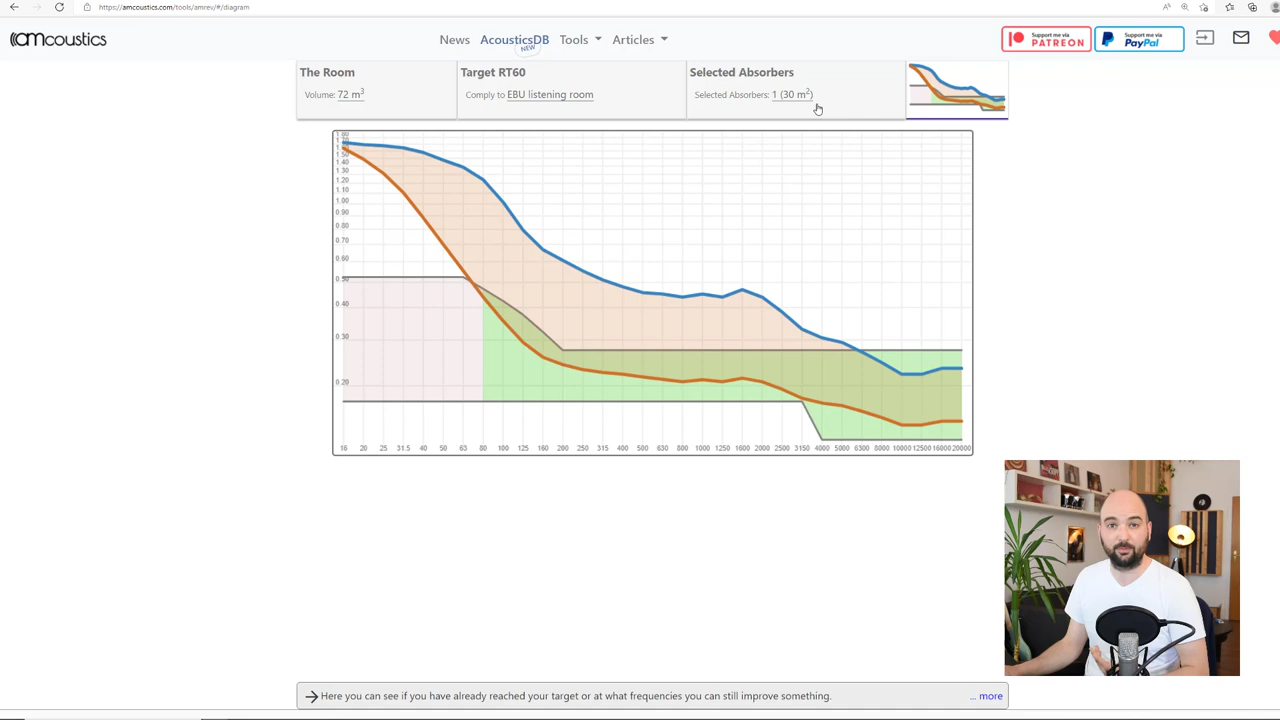 https://amcoustics.com/tools/amrev/#/diagram
amcoustics
News
AcousticsDB
NEW
Tools
Articles
Support me via
PATREON
Support me via
PayPal
The Room
Volume: 72 m³
Target RT60
Comply to EBU listening room
Selected Absorbers
Selected Absorbers: 1 (30 m²)
1.80
1.50
1.40
1.30
1.20
1.10
1.00
0.90
0.80
0.70
0.60
0.50
0.40
0.30
0.20
16 20 25 31.5 40 50 63 80 100 125 160 200 250 315 400 500 630 800 1000 1250 1600 2000 2500 3150 4000 5000 6300 8000 10000 12500 16000 20000
Here you can see if you have already reached your target or at what frequencies you can still improve something.
... more